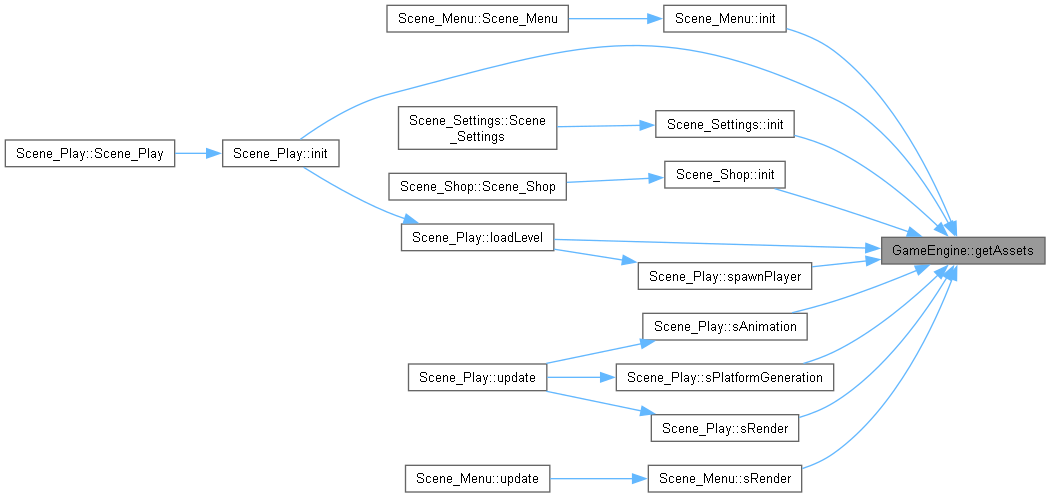 Scene_Menu::Scene_Menu
Scene_Menu::init
Scene_Settings::Scene
_Settings
Scene_Settings::init
Scene_Play::Scene_Play
Scene_Play::init
Scene_Shop::Scene_Shop
Scene_Shop::init
Scene_Play::loadLevel
GameEngine::getAssets
Scene_Play::spawnPlayer
Scene_Play::sAnimation
Scene_Play::update
Scene_Play::sPlatformGeneration
Scene_Play::sRender
Scene_Menu::update
Scene_Menu::sRender